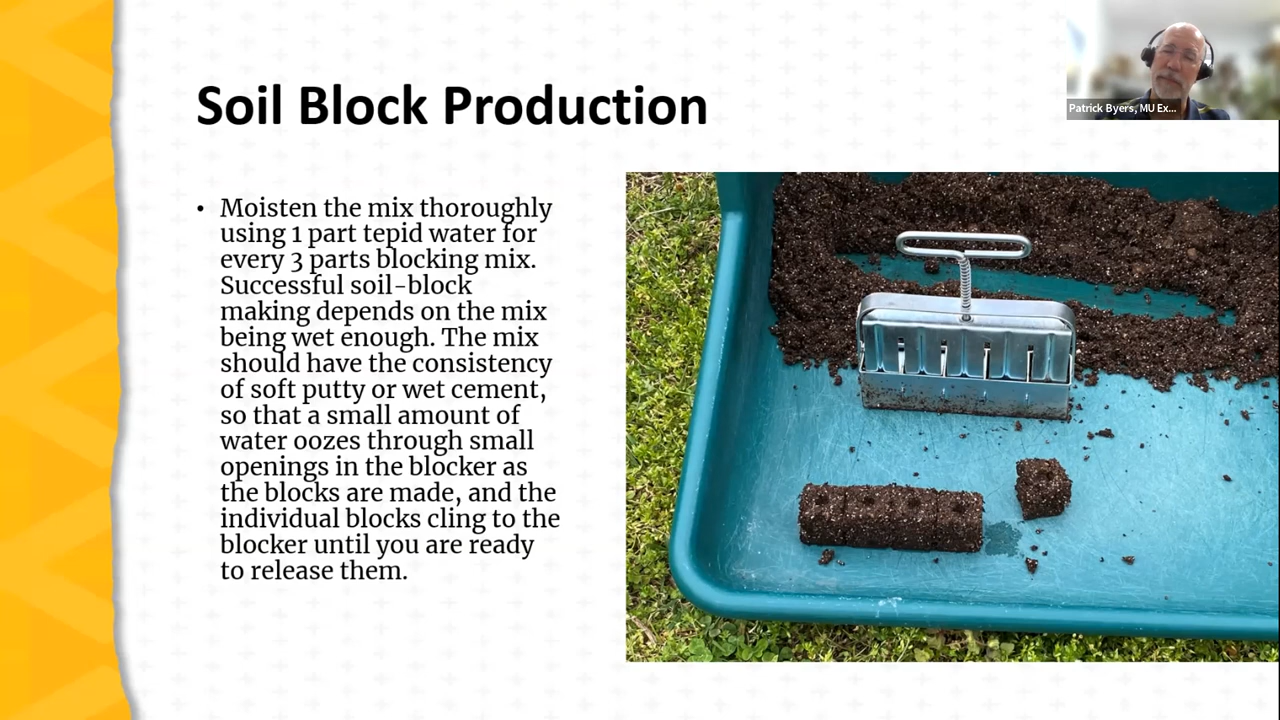 Soil Block Production
Patrick Byers, MU Ex...
• Moisten the mix thoroughly
using 1 part tepid water for
every 3 parts blocking mix.
Successful soil-block
making depends on the mix
being wet enough. The mix
should have the consistency
of soft putty or wet cement,
so that a small amount of
water oozes through small
openings in the blocker as
the blocks are made, and the
individual blocks cling to the
blocker until you are ready
to release them.